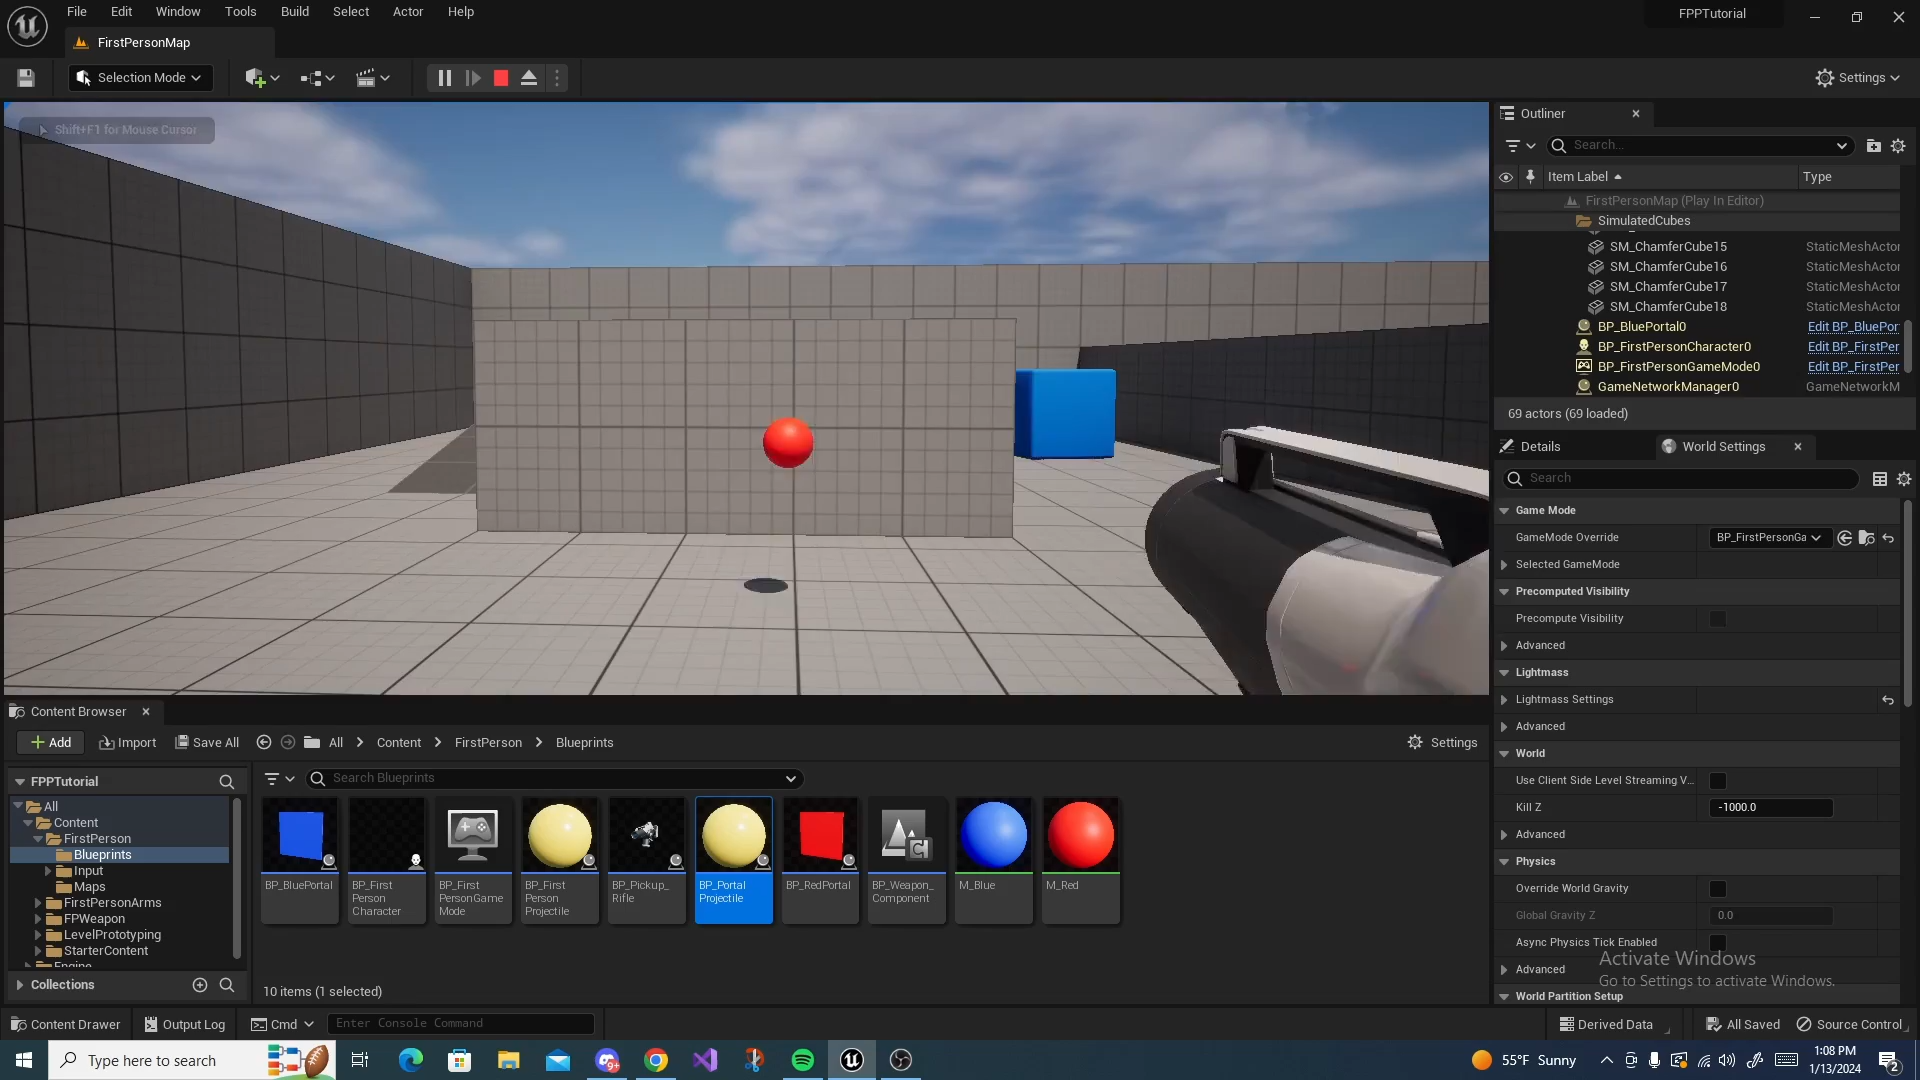 File Edit Window Tools Build Select Actor Help
FPPTutorial
FirstPersonMap
Selection Mode
Settings
Shift+F1 for Mouse Cursor
Outliner
Search...
Item Label
Type
FirstPersonMap (Play In Editor)
SimulatedCubes
SM_ChamferCube15 StaticMeshActor
SM_ChamferCube16 StaticMeshActor
SM_ChamferCube17 StaticMeshActor
SM_ChamferCube18 StaticMeshActor
BP_BluePortal0 Edit BP_BluePor
BP_FirstPersonCharacter0 Edit BP_FirstPer
BP_FirstPersonGameMode0 Edit BP_FirstPer
GameNetworkManager0 GameNetworkM
69 actors (69 loaded)
Details
World Settings
Search
Game Mode
GameMode Override BP_FirstPersonGa
Selected GameMode
Precomputed Visibility
Precompute Visibility
Advanced
Lightmass
Lightmass Settings
Advanced
World
Use Client Side Level Streaming V...
Kill Z -1000.0
Advanced
Physics
Override World Gravity
Global Gravity Z 0.0
Async Physics Tick Enabled
Advanced
World Partition Setup
Activate Windows
Go to Settings to activate Windows.
Content Browser
Add Import Save All All Content FirstPerson Blueprints
Settings
FPPTutorial
Search Blueprints
All
Content
FirstPerson
Blueprints
Input
Maps
FirstPersonArms
FPWeapon
LevelPrototyping
StarterContent
Engine
Collections
BP_BluePortal
BP_First
Person
Character
BP_First
PersonGame
Mode
BP_First
Person
Projectile
BP_Pickup_
Rifle
BP_Portal
Projectile
BP_RedPortal
BP_Weapon_
Component
M_Blue
M_Red
10 items (1 selected)
Content Drawer Output Log Cmd Enter Console Command
Derived Data All Saved Source Control
Type here to search
9+
55°F Sunny
1:08 PM
1/13/2024
2